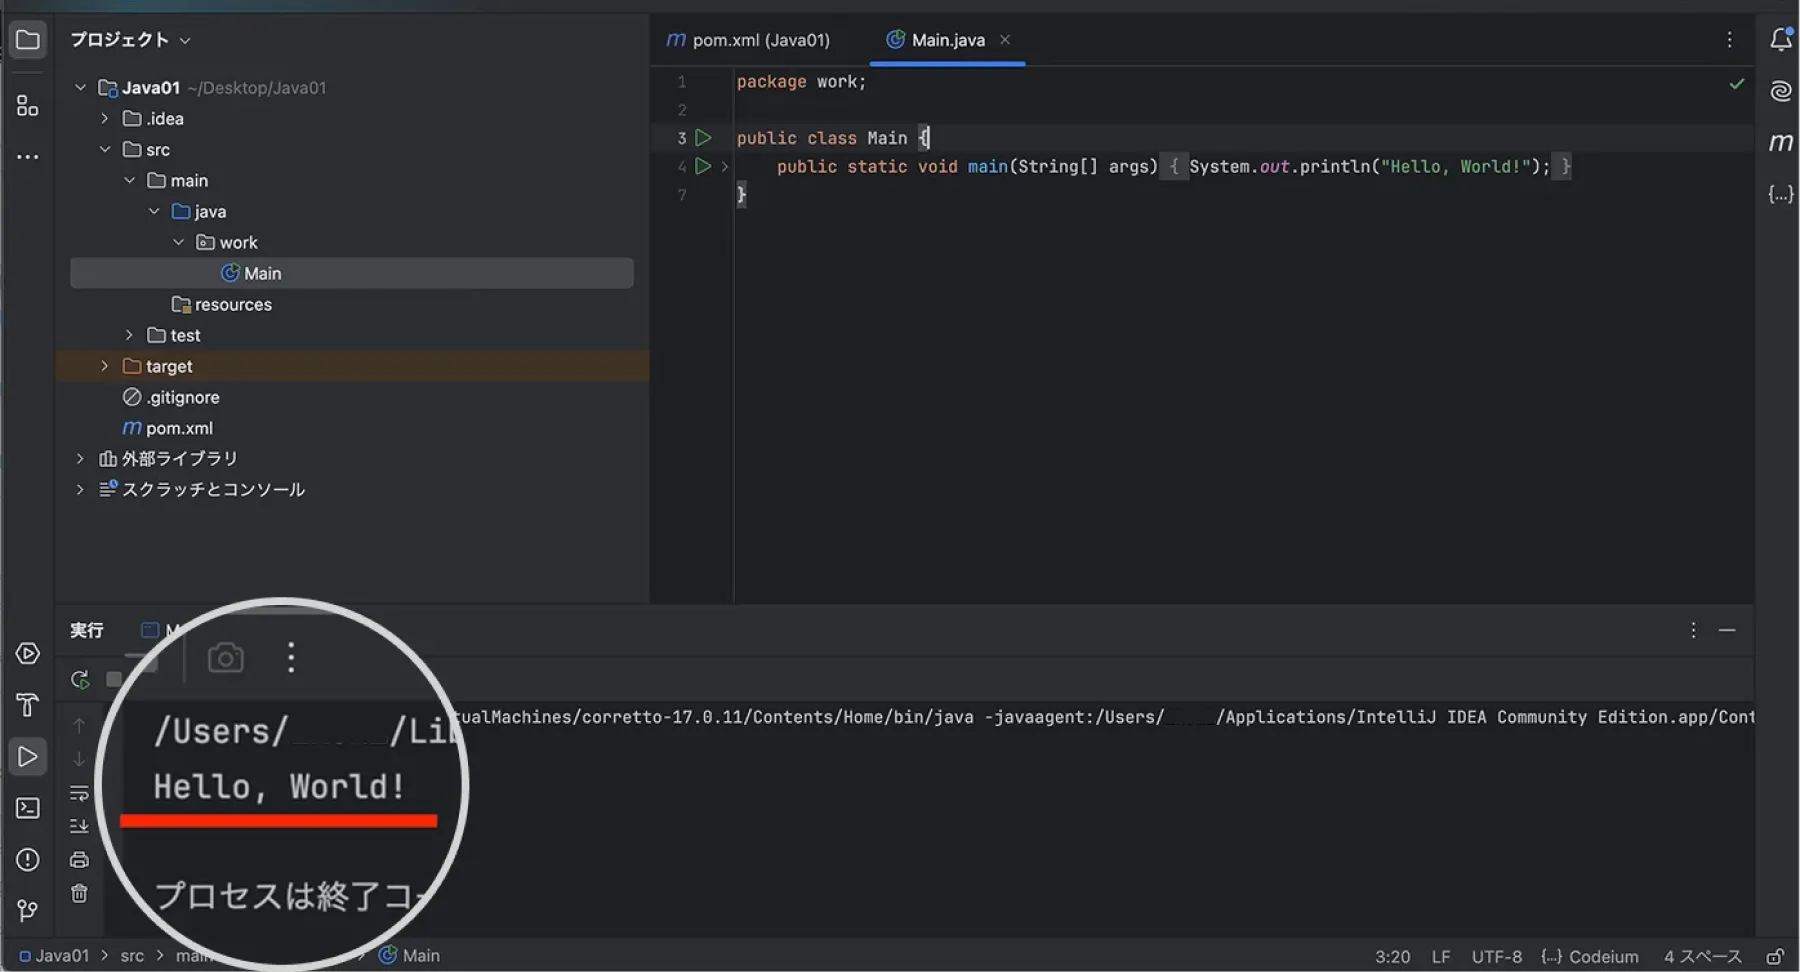 プロジェクト
Java01 ~/Desktop/Java01
.idea
src
main
java
work
Main
resources
test
target
.gitignore
pom.xml
外部ライブラリ
スクラッチとコンソール
pom.xml (Java01)
Main.java
1 package work;
2
3 public class Main {
4 public static void main(String[] args) { System.out.println("Hello, World!"); }
7 }
実行
/Users/ /Lib
tualMachines/corretto-17.0.11/Contents/Home/bin/java -javaagent:/Users/ /Applications/IntelliJ IDEA Community Edition.app/Cont
Hello, World!
プロセスは終了コ
Java01 > src > main > Main
3:20 LF UTF-8 {...} Codeium 4 スペース